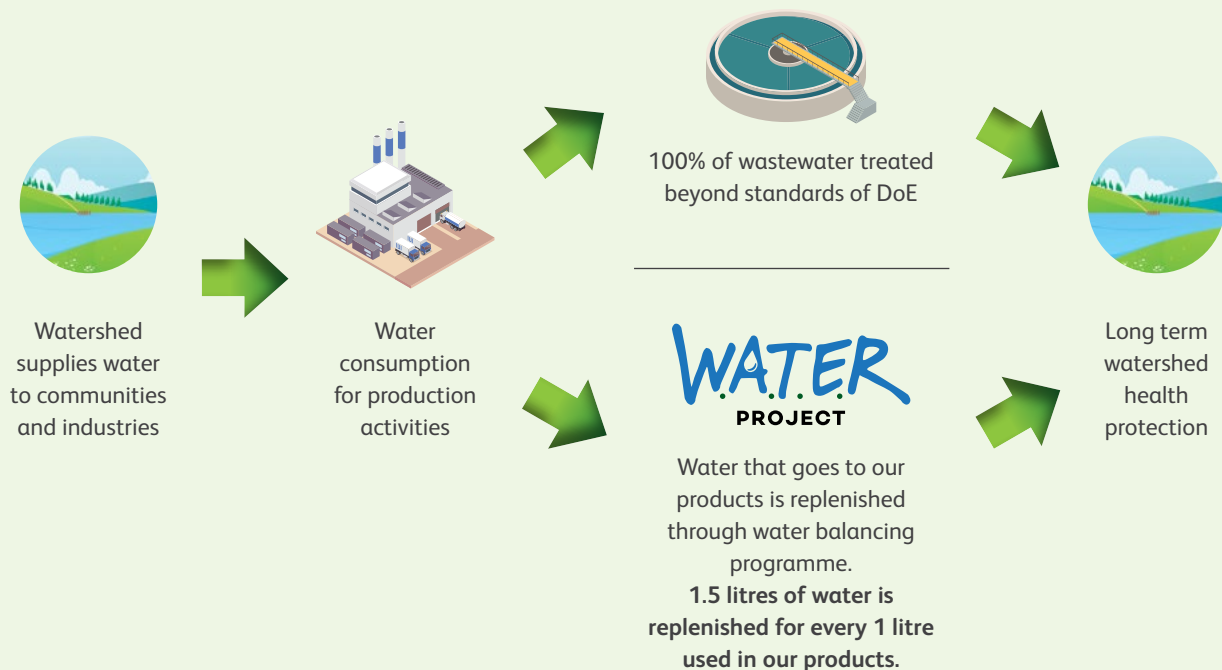 Watershed
supplies water
to communities
and industries
Water
consumption
for production
activities
100% of wastewater treated
beyond standards of DoE
W.A.T.E.R
PROJECT
Water that goes to our
products is replenished
through water balancing
programme.
1.5 litres of water is
replenished for every 1 litre
used in our products.
Long term
watershed
health
protection